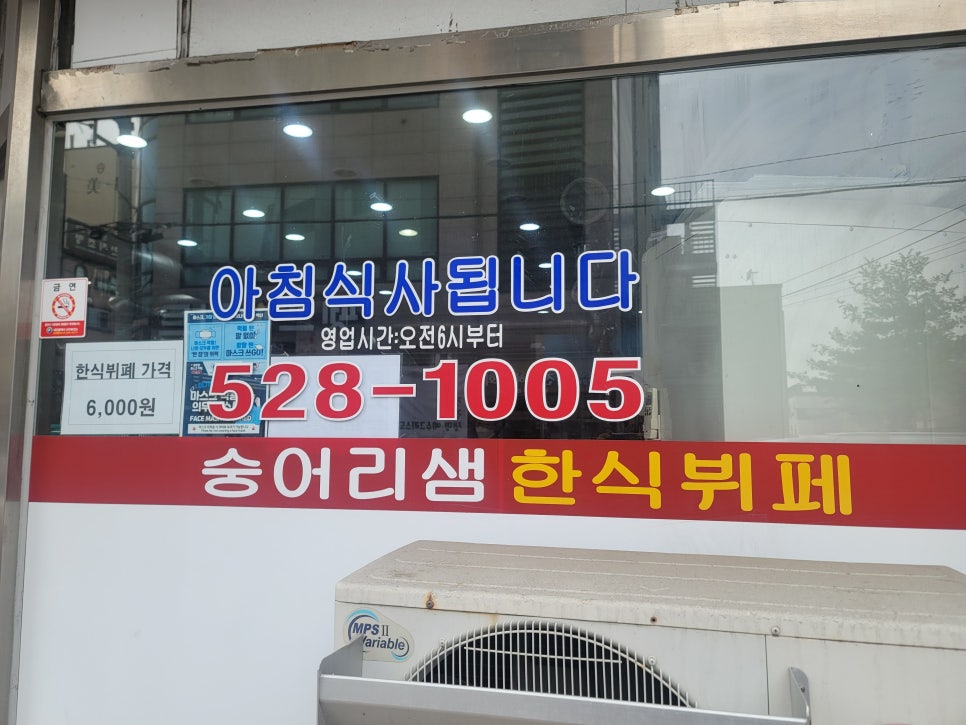 아침식사됩니다
영업시간:오전6시부터
528-1005
금 연
한식뷔페 가격
6,000원
숭어리샘 한식뷔페
MPS II
Variable